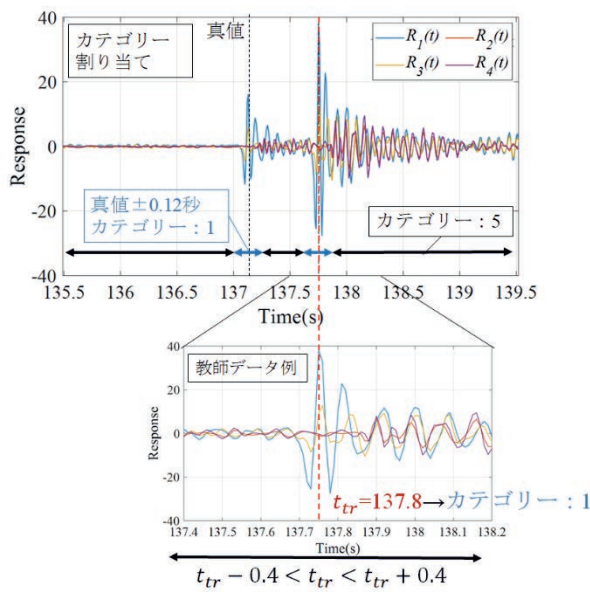 カテゴリー
割り当て
真値
R₁(t) R₂(t)
R₃(t) R₄(t)
40
20
0
-20
-40
Response
真値±0.12秒
カテゴリー：1
カテゴリー：5
135.5 136 136.5 137 137.5 138 138.5 139 139.5
Time(s)
教師データ例
40
20
0
-20
-40
Response
t_tr=137.8→カテゴリー：1
137.4 137.5 137.6 137.7 137.8 137.9 138 138.1 138.2
Time(s)
t_tr − 0.4 < t_tr < t_tr + 0.4